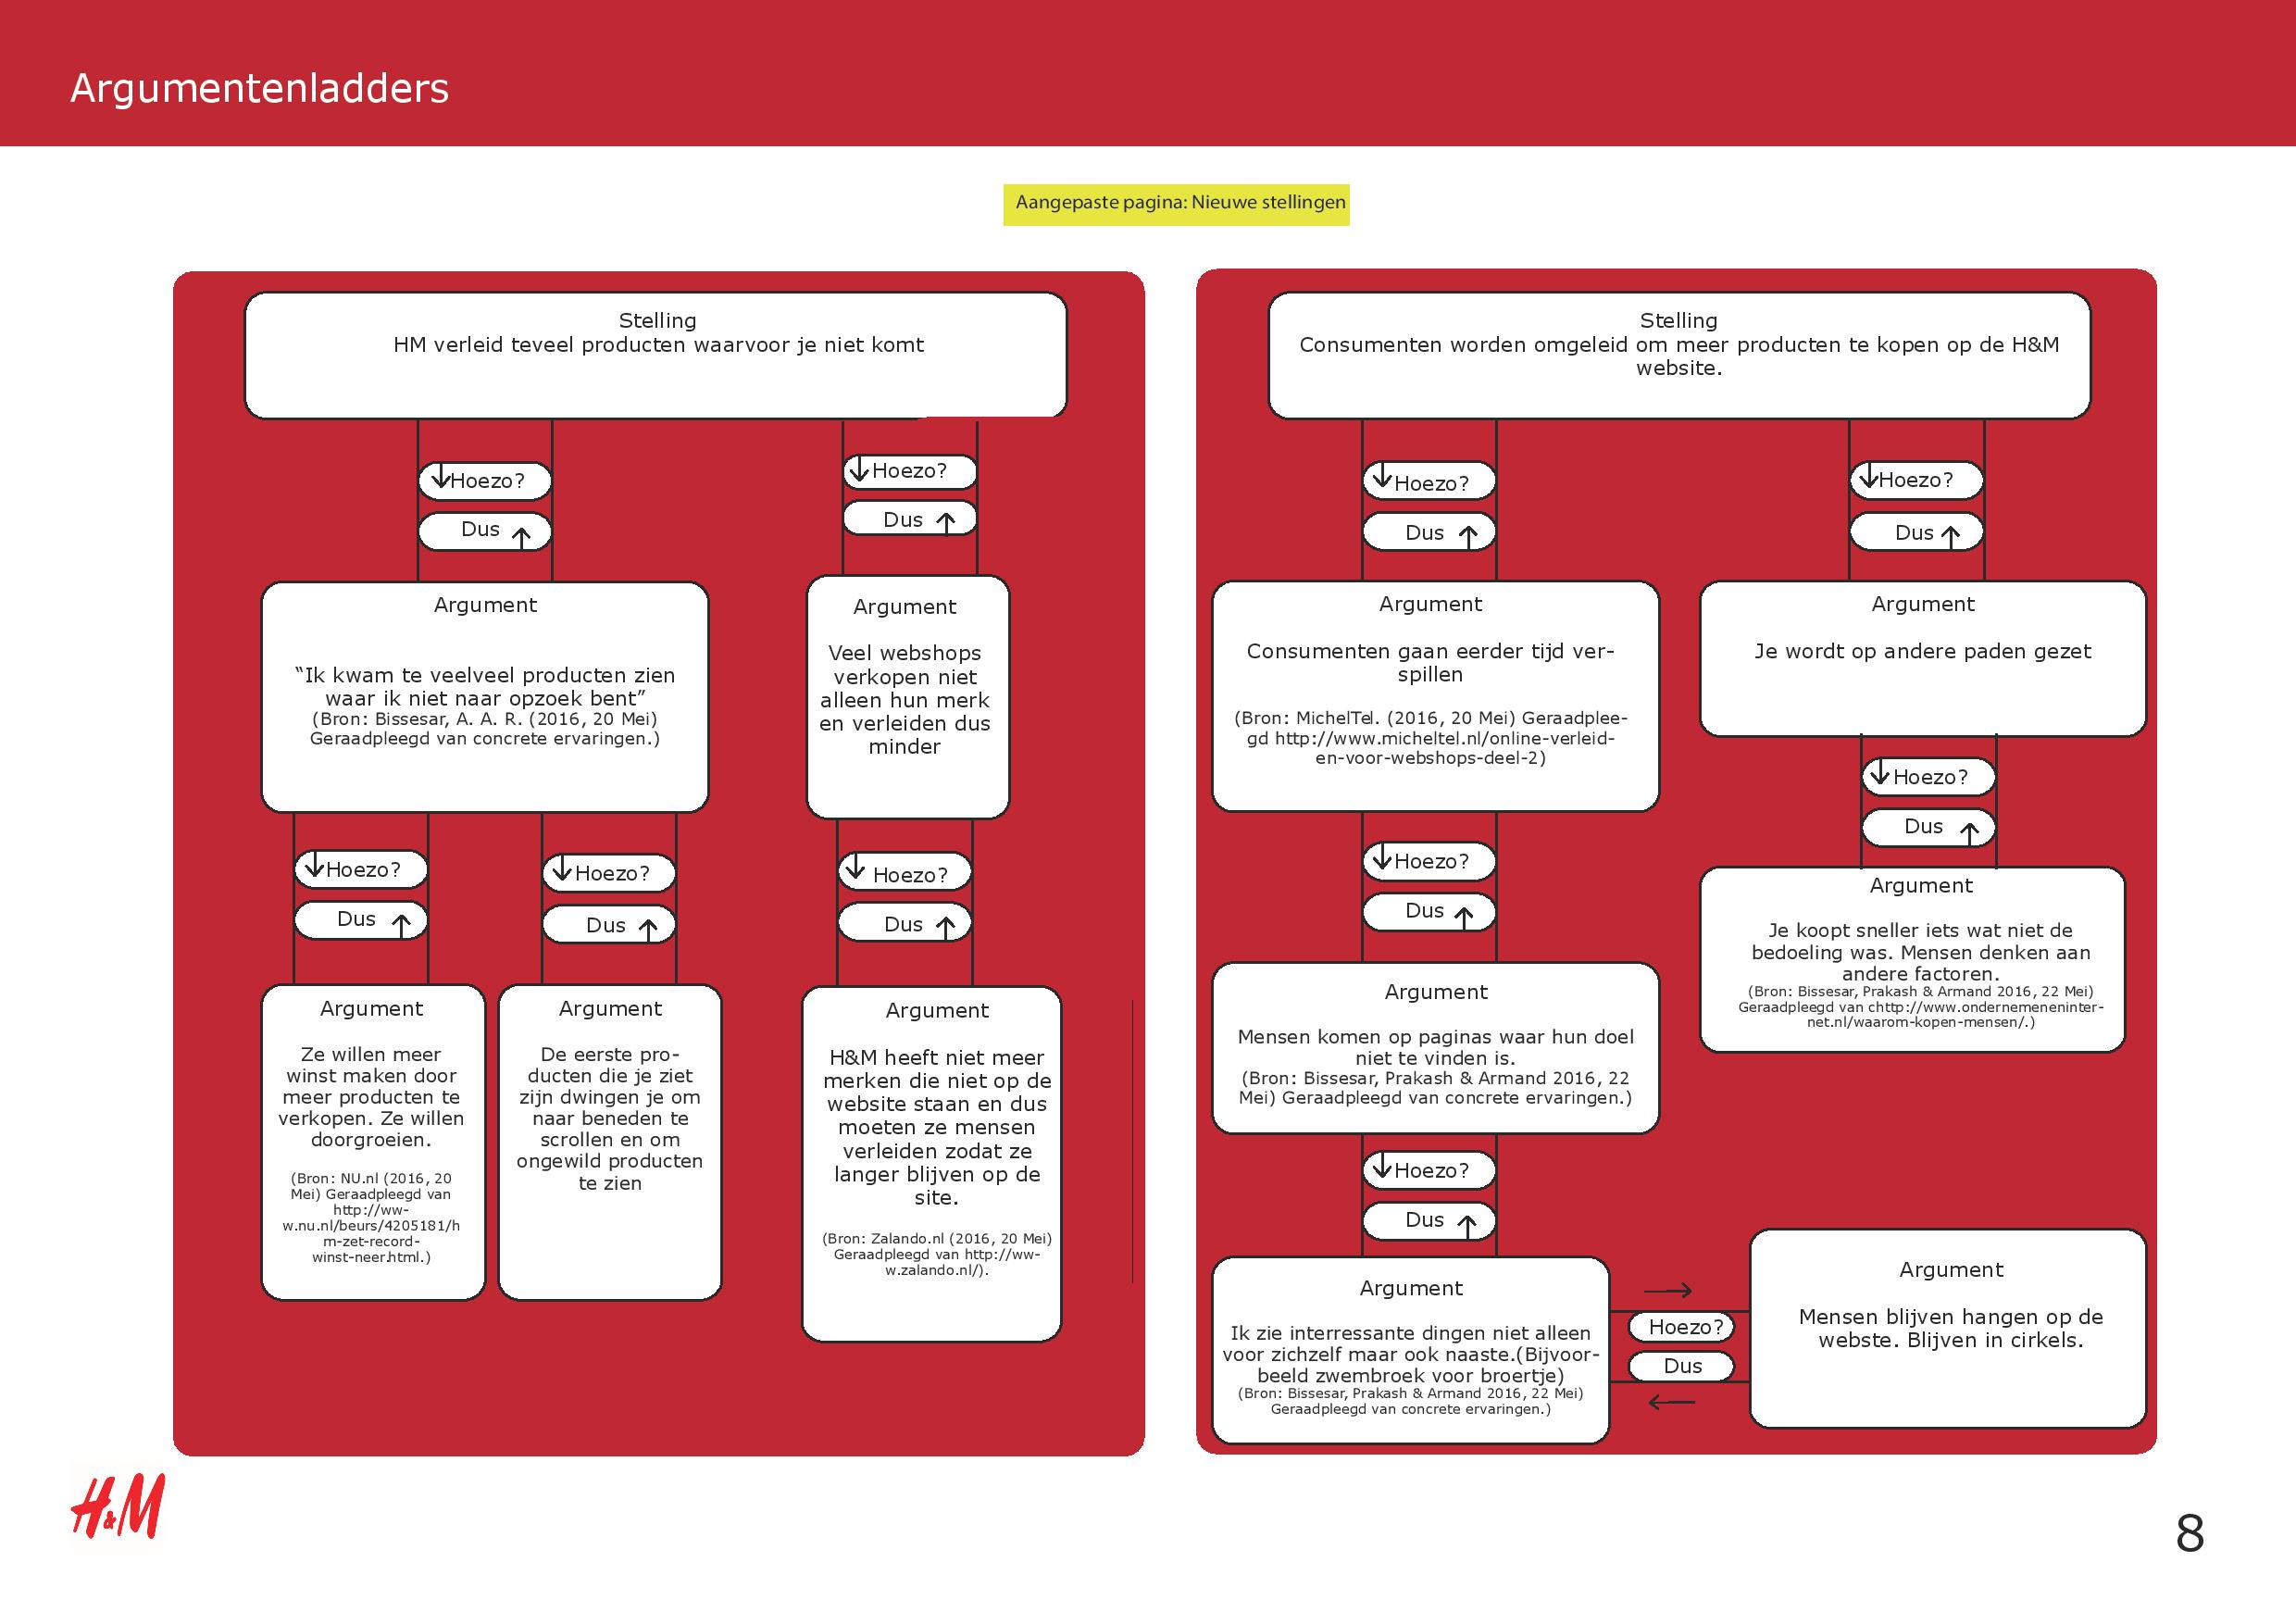 Argumentenladders
Aangepaste pagina: Nieuwe stellingen
Stelling
HM verleid teveel producten waarvoor je niet komt
Hoezo?
Dus
Hoezo?
Dus
Argument
“Ik kwam te veelveel producten zien
waar ik niet naar opzoek bent”
(Bron: Bissesar, A. A. R. (2016, 20 Mei)
Geraadpleegd van concrete ervaringen.)
Argument
Veel webshops
verkopen niet
alleen hun merk
en verleiden dus
minder
Hoezo?
Dus
Hoezo?
Dus
Hoezo?
Dus
Argument
Ze willen meer
winst maken door
meer producten te
verkopen. Ze willen
doorgroeien.
(Bron: NU.nl (2016, 20
Mei) Geraadpleegd van
http://ww-
w.nu.nl/beurs/4205181/h
m-zet-record-
winst-neer.html.)
Argument
De eerste pro-
ducten die je ziet
zijn dwingen je om
naar beneden te
scrollen en om
ongewild producten
te zien
Argument
H&M heeft niet meer
merken die niet op de
website staan en dus
moeten ze mensen
verleiden zodat ze
langer blijven op de
site.
(Bron: Zalando.nl (2016, 20 Mei)
Geraadpleegd van http://ww-
w.zalando.nl/).
Stelling
Consumenten worden omgeleid om meer producten te kopen op de H&M
website.
Hoezo?
Dus
Hoezo?
Dus
Argument
Consumenten gaan eerder tijd ver-
spillen
(Bron: MichelTel. (2016, 20 Mei) Geraadplee-
gd http://www.micheltel.nl/online-verleid-
en-voor-webshops-deel-2)
Argument
Je wordt op andere paden gezet
Hoezo?
Dus
Hoezo?
Dus
Argument
Je koopt sneller iets wat niet de
bedoeling was. Mensen denken aan
andere factoren.
(Bron: Bissesar, Prakash & Armand 2016, 22 Mei)
Geraadpleegd van chttp://www.ondernemeneninter-
net.nl/waarom-kopen-mensen/.)
Argument
Mensen komen op paginas waar hun doel
niet te vinden is.
(Bron: Bissesar, Prakash & Armand 2016, 22
Mei) Geraadpleegd van concrete ervaringen.)
Hoezo?
Dus
Argument
Ik zie interressante dingen niet alleen
voor zichzelf maar ook naaste.(Bijvoor-
beeld zwembroek voor broertje)
(Bron: Bissesar, Prakash & Armand 2016, 22 Mei)
Geraadpleegd van concrete ervaringen.)
Hoezo?
Dus
Argument
Mensen blijven hangen op de
webste. Blijven in cirkels.
H&M
8